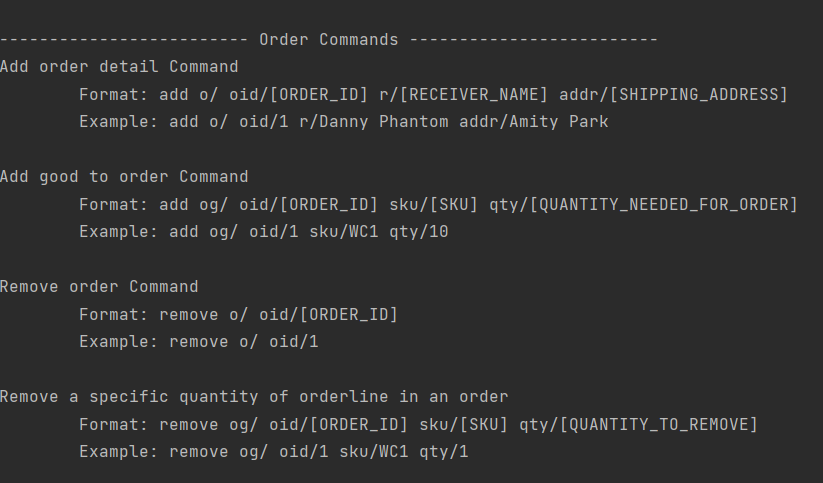 ------------------------- Order Commands -------------------------
Add order detail Command
Format: add o/ oid/[ORDER_ID] r/[RECEIVER_NAME] addr/[SHIPPING_ADDRESS]
Example: add o/ oid/1 r/Danny Phantom addr/Amity Park
Add good to order Command
Format: add og/ oid/[ORDER_ID] sku/[SKU] qty/[QUANTITY_NEEDED_FOR_ORDER]
Example: add og/ oid/1 sku/WC1 qty/10
Remove order Command
Format: remove o/ oid/[ORDER_ID]
Example: remove o/ oid/1
Remove a specific quantity of orderline in an order
Format: remove og/ oid/[ORDER_ID] sku/[SKU] qty/[QUANTITY_TO_REMOVE]
Example: remove og/ oid/1 sku/WC1 qty/1